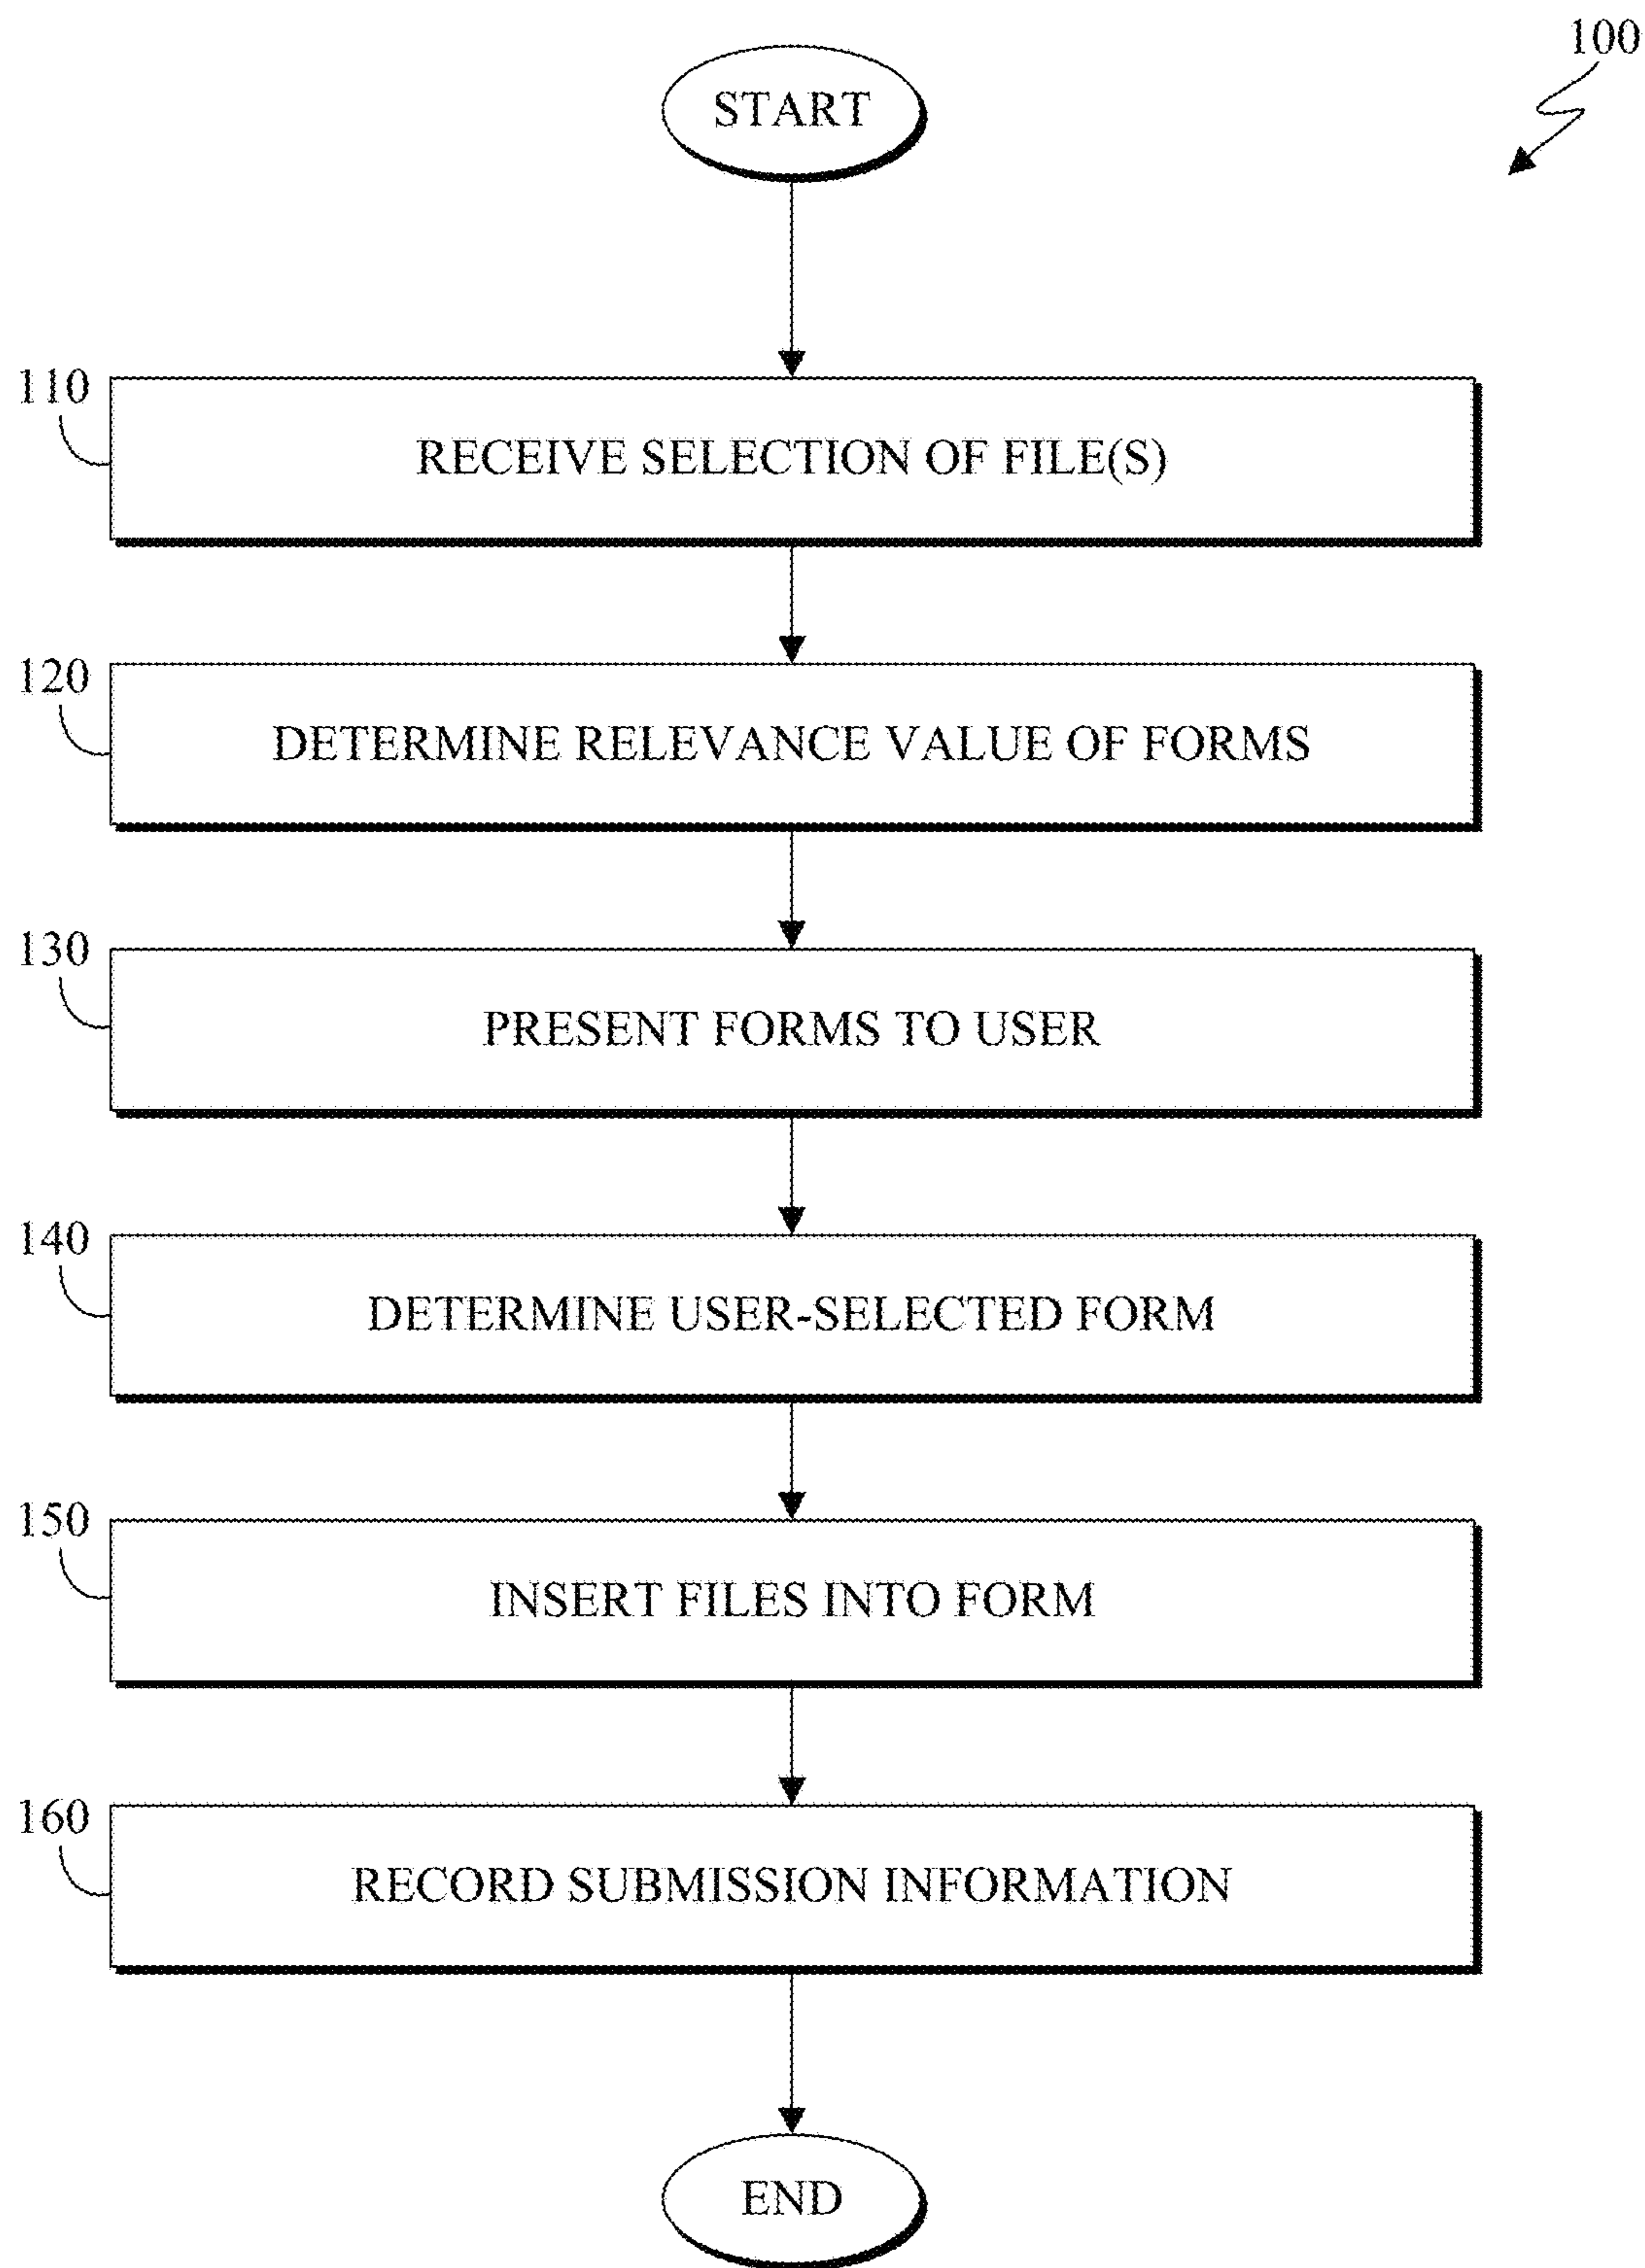 100
START
110
RECEIVE SELECTION OF FILE(S)
120
DETERMINE RELEVANCE VALUE OF FORMS
130
PRESENT FORMS TO USER
140
DETERMINE USER-SELECTED FORM
150
INSERT FILES INTO FORM
160
RECORD SUBMISSION INFORMATION
END